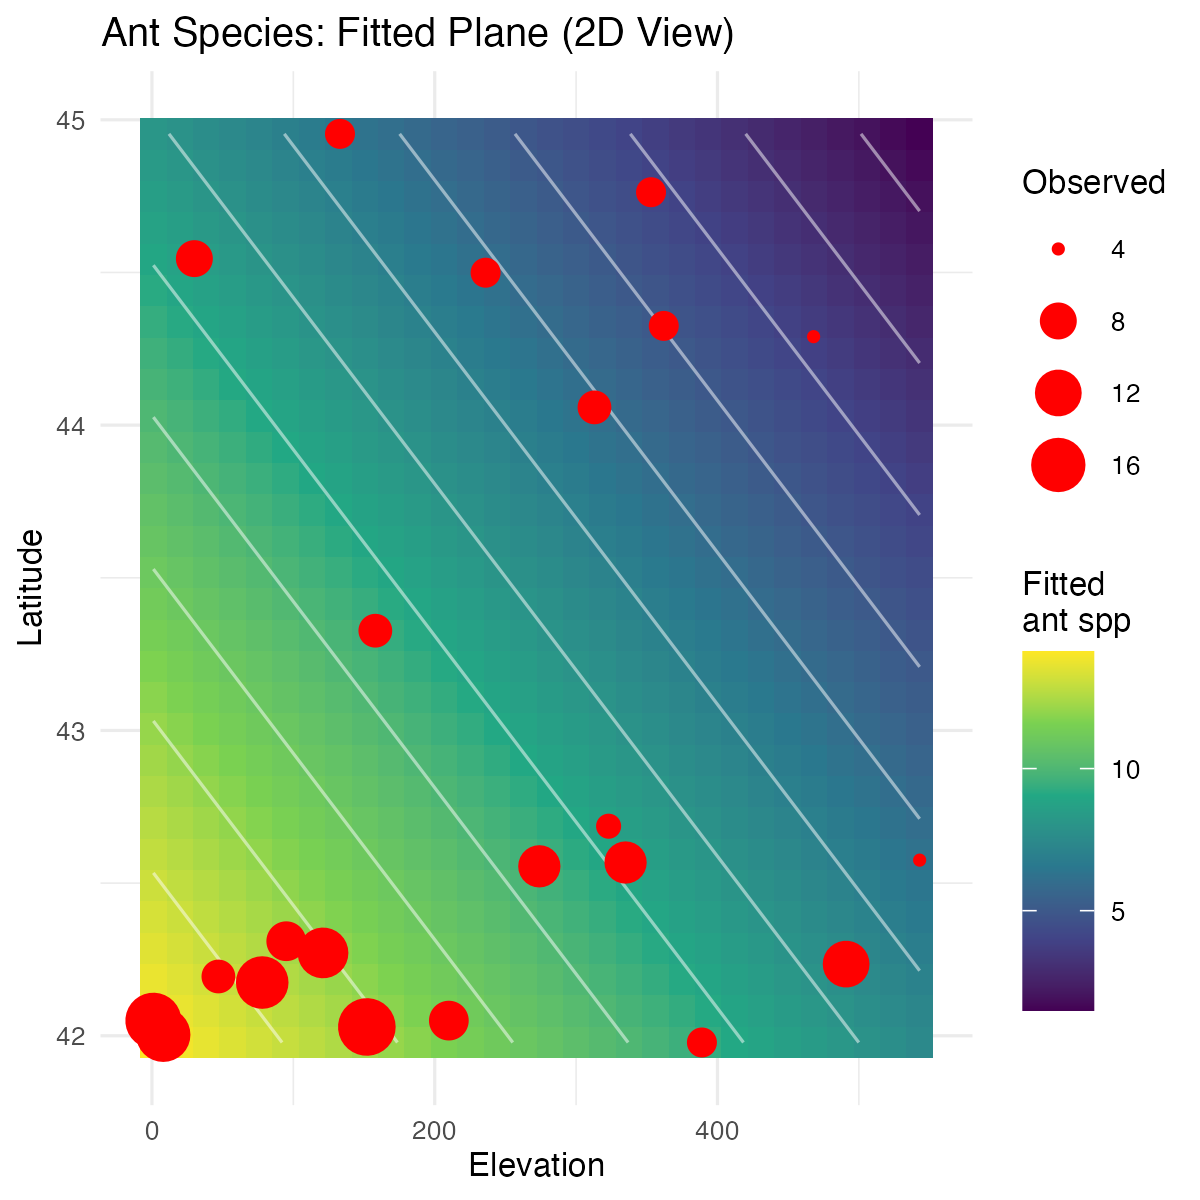 Ant Species: Fitted Plane (2D View)
45
44
43
42
Latitude
0
200
400
Elevation
Observed
4
8
12
16
Fitted
ant spp
10
5